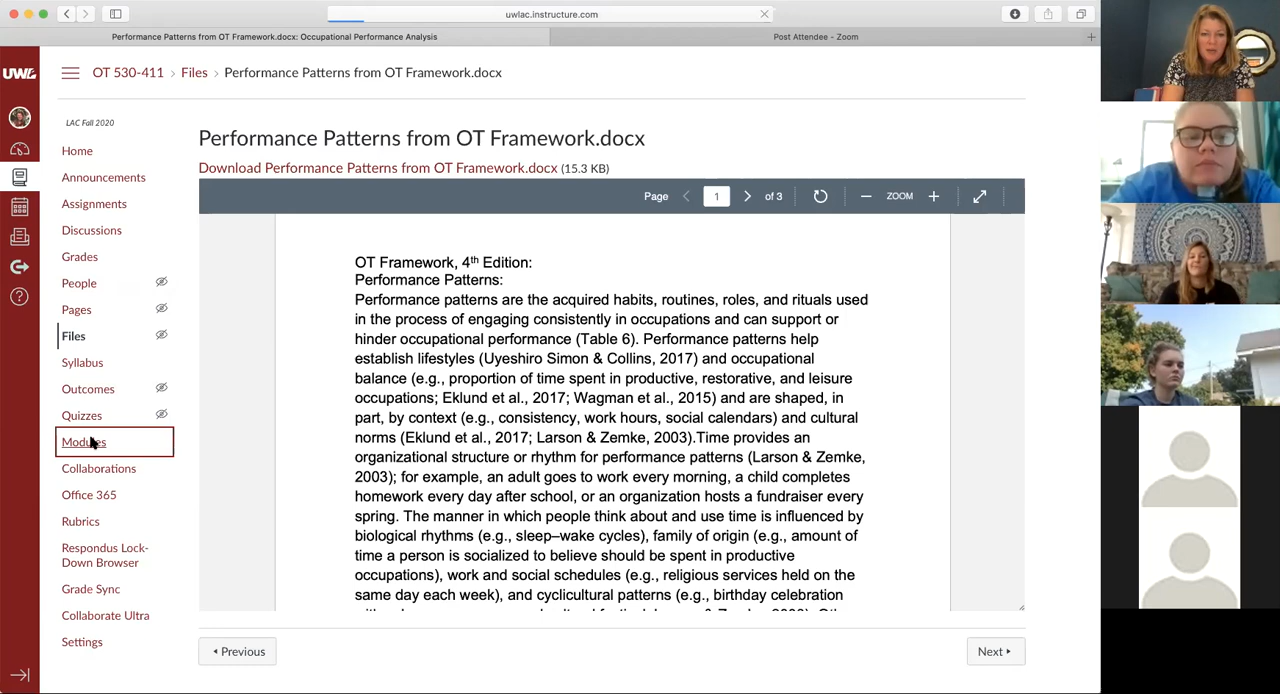 uwlac.instructure.com
Performance Patterns from OT Framework.docx: Occupational Performance Analysis
Post Attendee - Zoom
UWL
OT 530-411 › Files › Performance Patterns from OT Framework.docx
LAC Fall 2020
Home
Announcements
Assignments
Discussions
Grades
People
Pages
Files
Syllabus
Outcomes
Quizzes
Modules
Collaborations
Office 365
Rubrics
Respondus Lock-
Down Browser
Grade Sync
Collaborate Ultra
Settings
Performance Patterns from OT Framework.docx
Download Performance Patterns from OT Framework.docx (15.3 KB)
Page 1 of 3 ZOOM
OT Framework, 4th Edition:
Performance Patterns:
Performance patterns are the acquired habits, routines, roles, and rituals used
in the process of engaging consistently in occupations and can support or
hinder occupational performance (Table 6). Performance patterns help
establish lifestyles (Uyeshiro Simon & Collins, 2017) and occupational
balance (e.g., proportion of time spent in productive, restorative, and leisure
occupations; Eklund et al., 2017; Wagman et al., 2015) and are shaped, in
part, by context (e.g., consistency, work hours, social calendars) and cultural
norms (Eklund et al., 2017; Larson & Zemke, 2003).Time provides an
organizational structure or rhythm for performance patterns (Larson & Zemke,
2003); for example, an adult goes to work every morning, a child completes
homework every day after school, or an organization hosts a fundraiser every
spring. The manner in which people think about and use time is influenced by
biological rhythms (e.g., sleep–wake cycles), family of origin (e.g., amount of
time a person is socialized to believe should be spent in productive
occupations), work and social schedules (e.g., religious services held on the
same day each week), and cyclicultural patterns (e.g., birthday celebration
Previous
Next